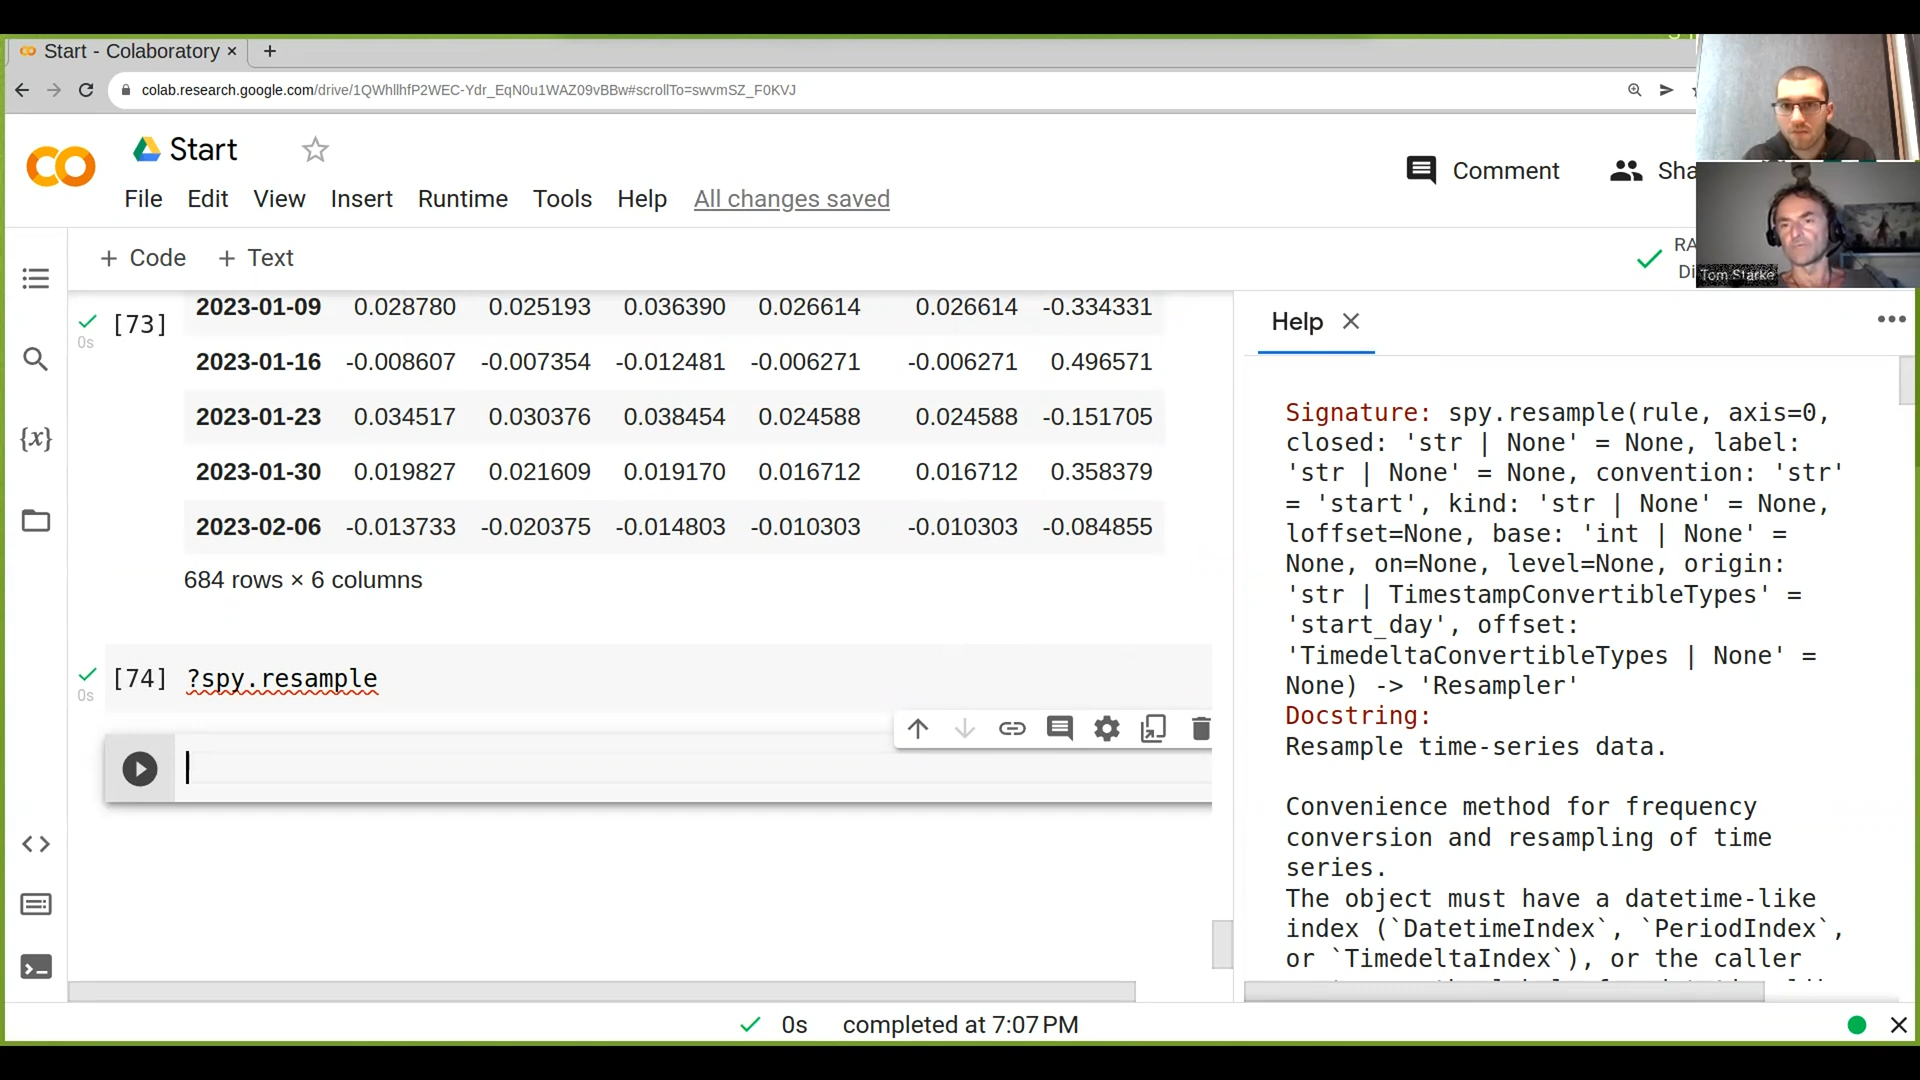 Start - Colaboratory
colab.research.google.com/drive/1QWhllhfP2WEC-Ydr_EqN0u1WAZ09vBBw#scrollTo=swvmSZ_F0KVJ
Start
Comment
Sha
File Edit View Insert Runtime Tools Help All changes saved
+ Code + Text
RA
Di
Tom Starke
[73]
0s
2023-01-09 0.028780 0.025193 0.036390 0.026614 0.026614 -0.334331
2023-01-16 -0.008607 -0.007354 -0.012481 -0.006271 -0.006271 0.496571
2023-01-23 0.034517 0.030376 0.038454 0.024588 0.024588 -0.151705
2023-01-30 0.019827 0.021609 0.019170 0.016712 0.016712 0.358379
2023-02-06 -0.013733 -0.020375 -0.014803 -0.010303 -0.010303 -0.084855
684 rows × 6 columns
[74] ?spy.resample
0s
Help
Signature: spy.resample(rule, axis=0,
closed: 'str | None' = None, label:
'str | None' = None, convention: 'str'
= 'start', kind: 'str | None' = None,
loffset=None, base: 'int | None' =
None, on=None, level=None, origin:
'str | TimestampConvertibleTypes' =
'start_day', offset:
'TimedeltaConvertibleTypes | None' =
None) -> 'Resampler'
Docstring:
Resample time-series data.
Convenience method for frequency
conversion and resampling of time
series.
The object must have a datetime-like
index (`DatetimeIndex`, `PeriodIndex`,
or `TimedeltaIndex`), or the caller
0s completed at 7:07 PM